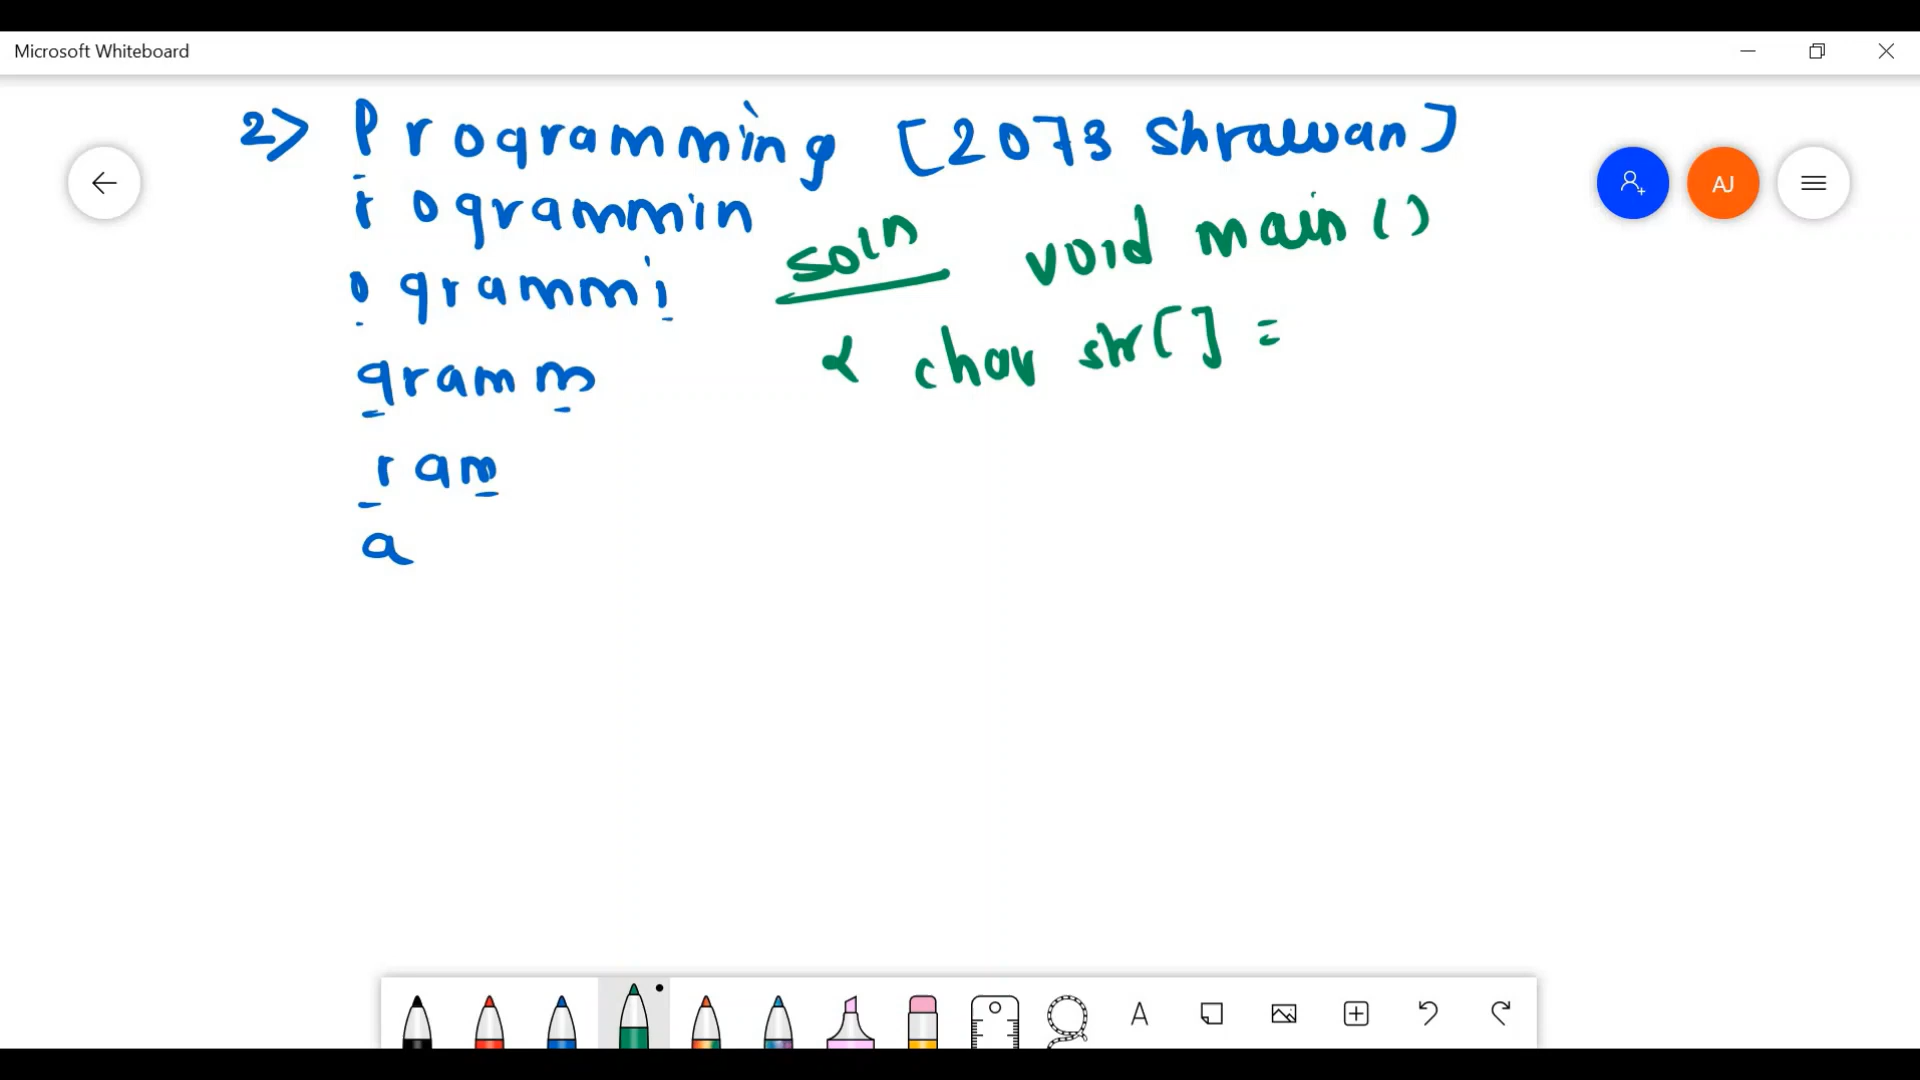 Microsoft Whiteboard
2> Programming [2073 Shrawan]
rogrammin
ogrammi
gramm
ram
a
soln void main()
{ char str[] =
AJ
A